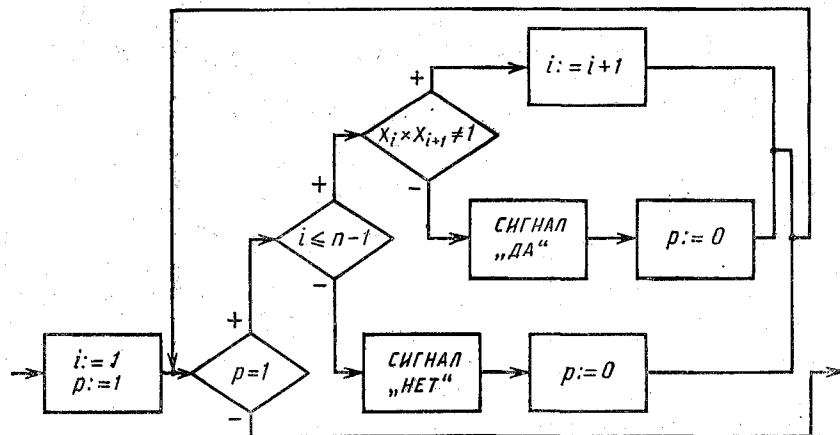 +
i:=i+1
X_i × X_{i+1} ≠ 1
+
-
СИГНАЛ
„ДА“
p:=0
i ≤ n-1
+
-
i:=1
p:=1
p=1
СИГНАЛ
„НЕТ“
p:=0
-